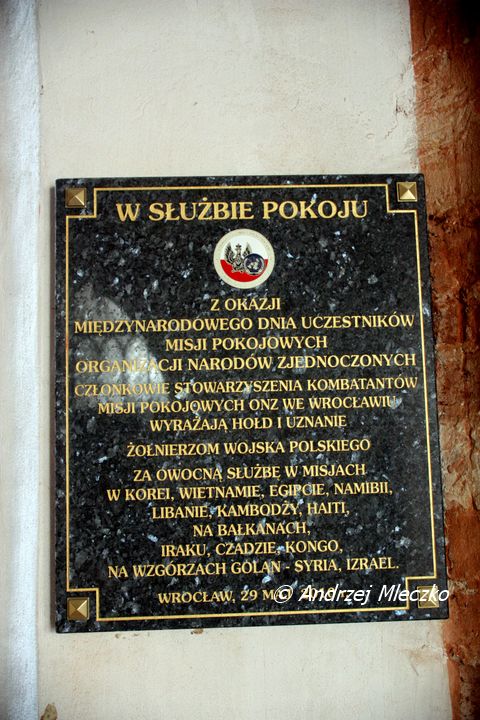 W SŁUŻBIE POKOJU
Z OKAZJI
MIĘDZYNARODOWEGO DNIA UCZESTNIKÓW
MISJI POKOJOWYCH
ORGANIZACJI NARODÓW ZJEDNOCZONYCH
CZŁONKOWIE STOWARZYSZENIA KOMBATANTÓW
MISJI POKOJOWYCH ONZ WE WROCŁAWIU
WYRAŻAJĄ HOŁD I UZNANIE
ŻOŁNIERZOM WOJSKA POLSKIEGO
ZA OWOCNĄ SŁUŻBĘ W MISJACH
W KOREI, WIETNAMIE, EGIPCIE, NAMIBII,
LIBANIE, KAMBODŻY, HAITI,
NA BAŁKANACH,
IRAKU, CZADZIE, KONGO,
NA WZGÓRZACH GOLAN - SYRIA, IZRAEL.
WROCŁAW, 29
© Andrzej Mleczko